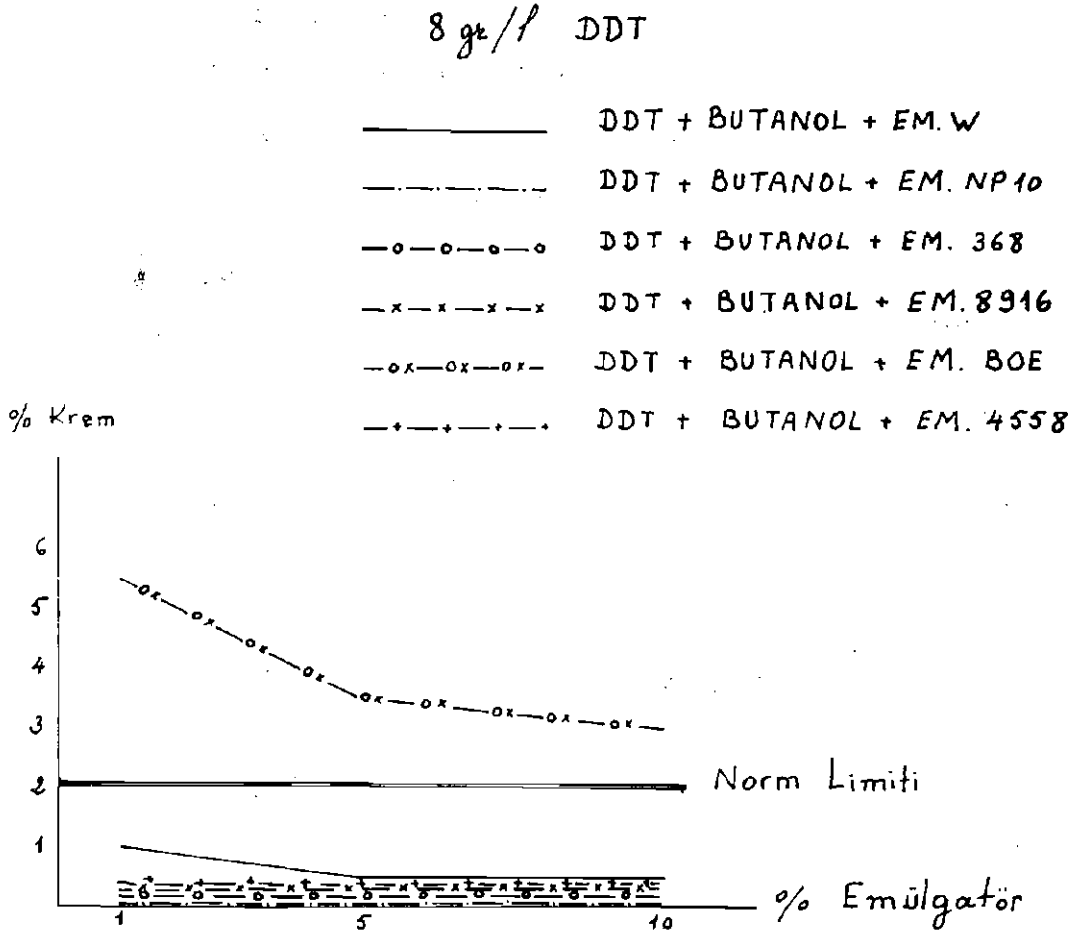 8 gr/l DDT
DDT + BUTANOL + EM. W
DDT + BUTANOL + EM. NP10
DDT + BUTANOL + EM. 368
DDT + BUTANOL + EM. 8916
DDT + BUTANOL + EM. BOE
DDT + BUTANOL + EM. 4558
% Krem
6
5
4
3
2
Norm Limiti
1
1 5 10
% Emülgatör